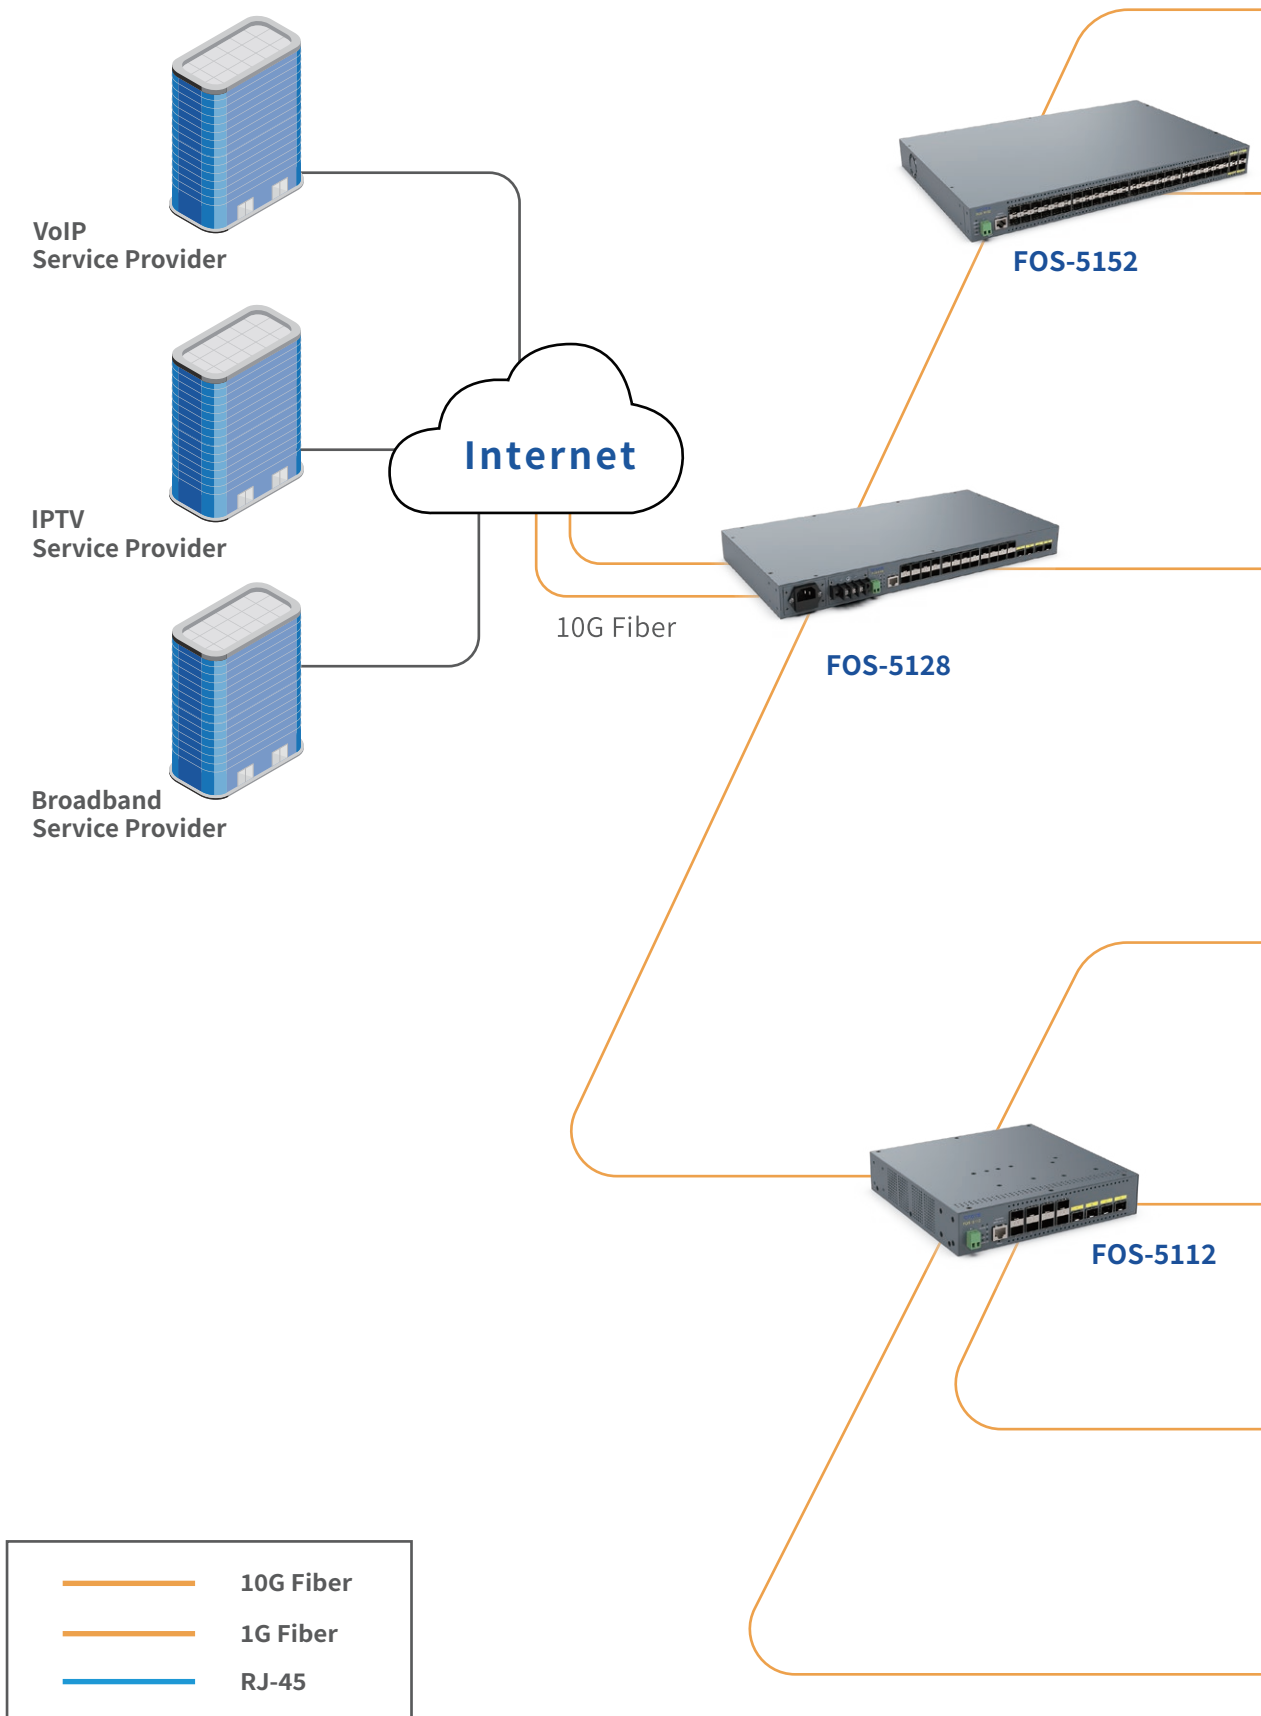 VoIP
Service Provider
FOS-5152
Internet
IPTV
Service Provider
10G Fiber
FOS-5128
Broadband
Service Provider
FOS-5112
10G Fiber
1G Fiber
RJ-45